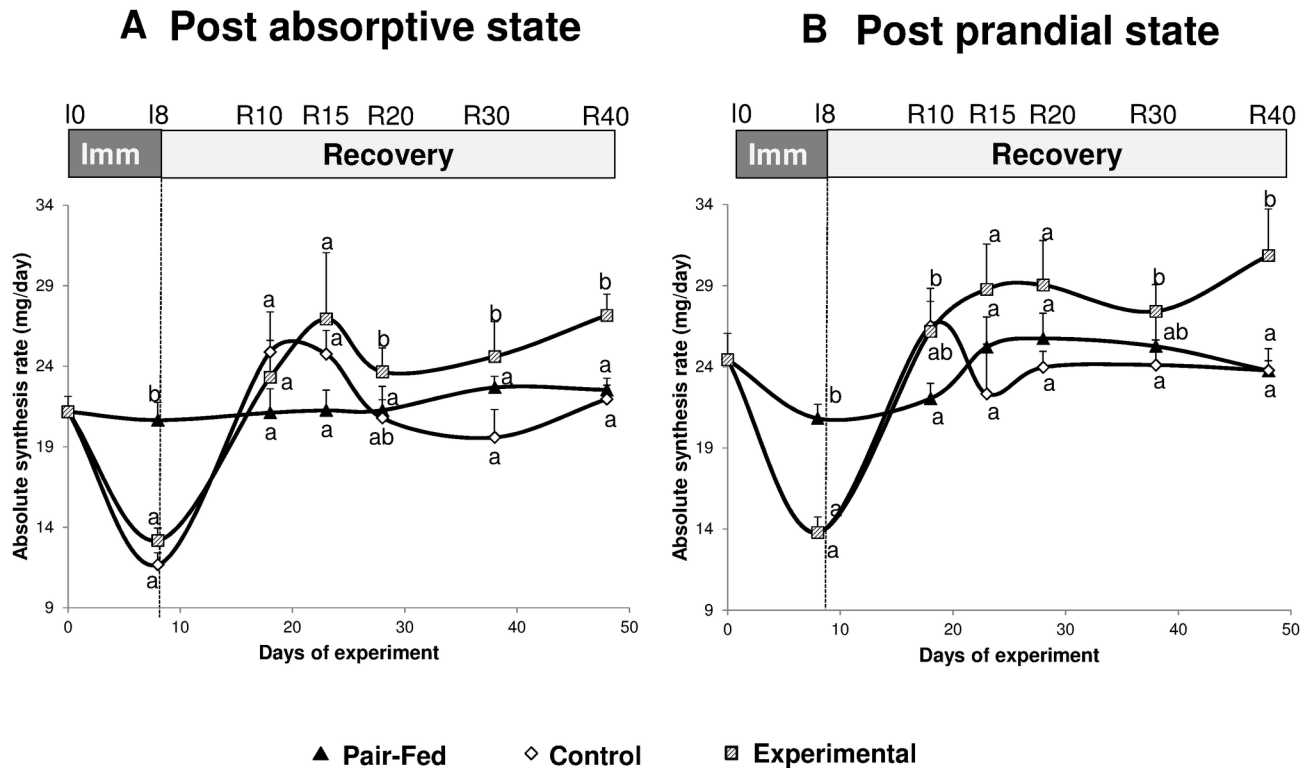 A Post absorptive state
I0 I8 R10 R15 R20 R30 R40
Imm Recovery
34
29
24
19
14
9
Absolute synthesis rate (mg/day)
a
a
b
a
b
b
b
a
a
a
a
a
a
ab
a
a
a
0 10 20 30 40 50
Days of experiment
B Post prandial state
I0 I8 R10 R15 R20 R30 R40
Imm Recovery
34
29
24
19
14
9
Absolute synthesis rate (mg/day)
b
a
a
b
b
a
a
ab
a
ab
b
a
a
a
a
a
a
a
0 10 20 30 40 50
Days of experiment
Pair-Fed Control Experimental